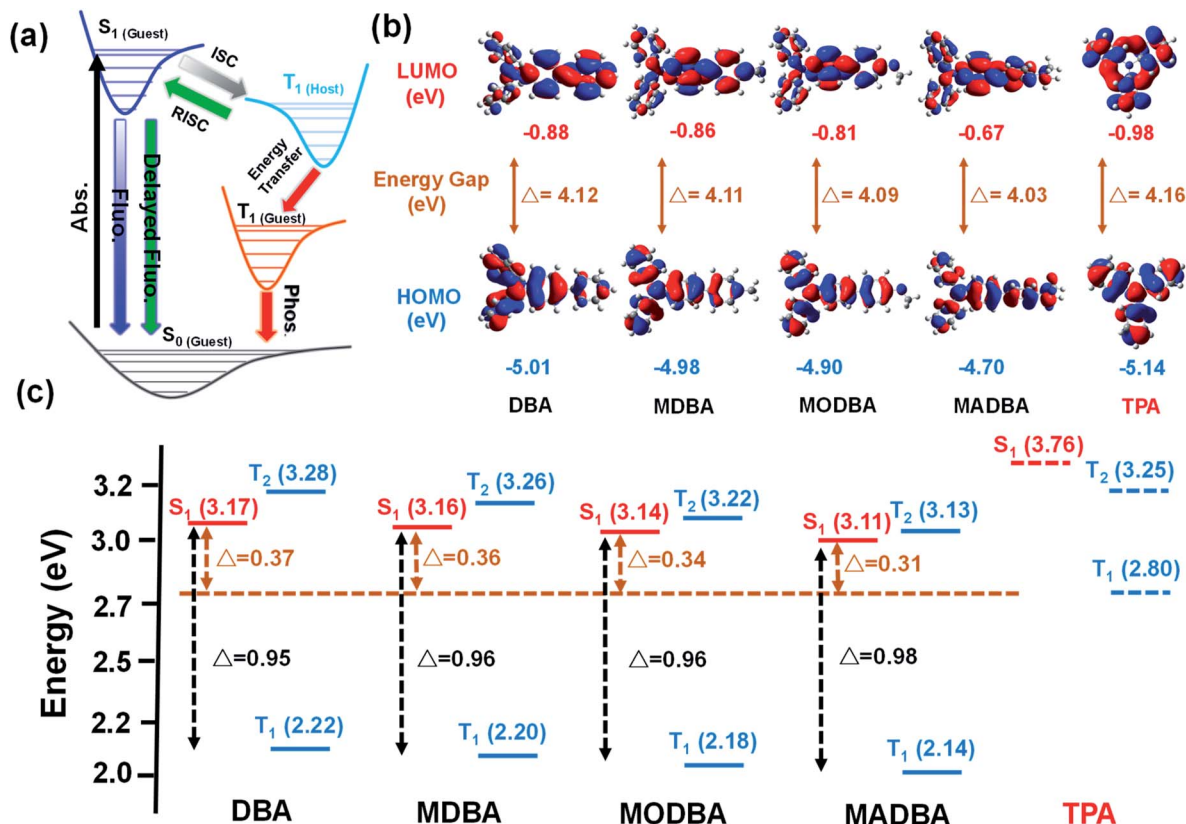 (a)
S1 (Guest)
ISC
RISC
T1 (Host)
Energy
Transfer
Abs.
Fluo.
Delayed Fluo.
T1 (Guest)
Phos.
S0 (Guest)
(b)
LUMO
(eV)
-0.88 -0.86 -0.81 -0.67 -0.98
Energy Gap
(eV)
△= 4.12 △= 4.11 △= 4.09 △= 4.03 △= 4.16
HOMO
(eV)
-5.01 -4.98 -4.90 -4.70 -5.14
DBA MDBA MODBA MADBA TPA
(c)
Energy (eV)
3.2
3.0
2.7
2.5
2.2
2.0
T2 (3.28) T2 (3.26) T2 (3.22) T2 (3.13) S1 (3.76) T2 (3.25)
S1 (3.17) S1 (3.16) S1 (3.14) S1 (3.11)
△=0.37 △=0.36 △=0.34 △=0.31 T1 (2.80)
△=0.95 △=0.96 △=0.96 △=0.98
T1 (2.22) T1 (2.20) T1 (2.18) T1 (2.14)
DBA MDBA MODBA MADBA TPA